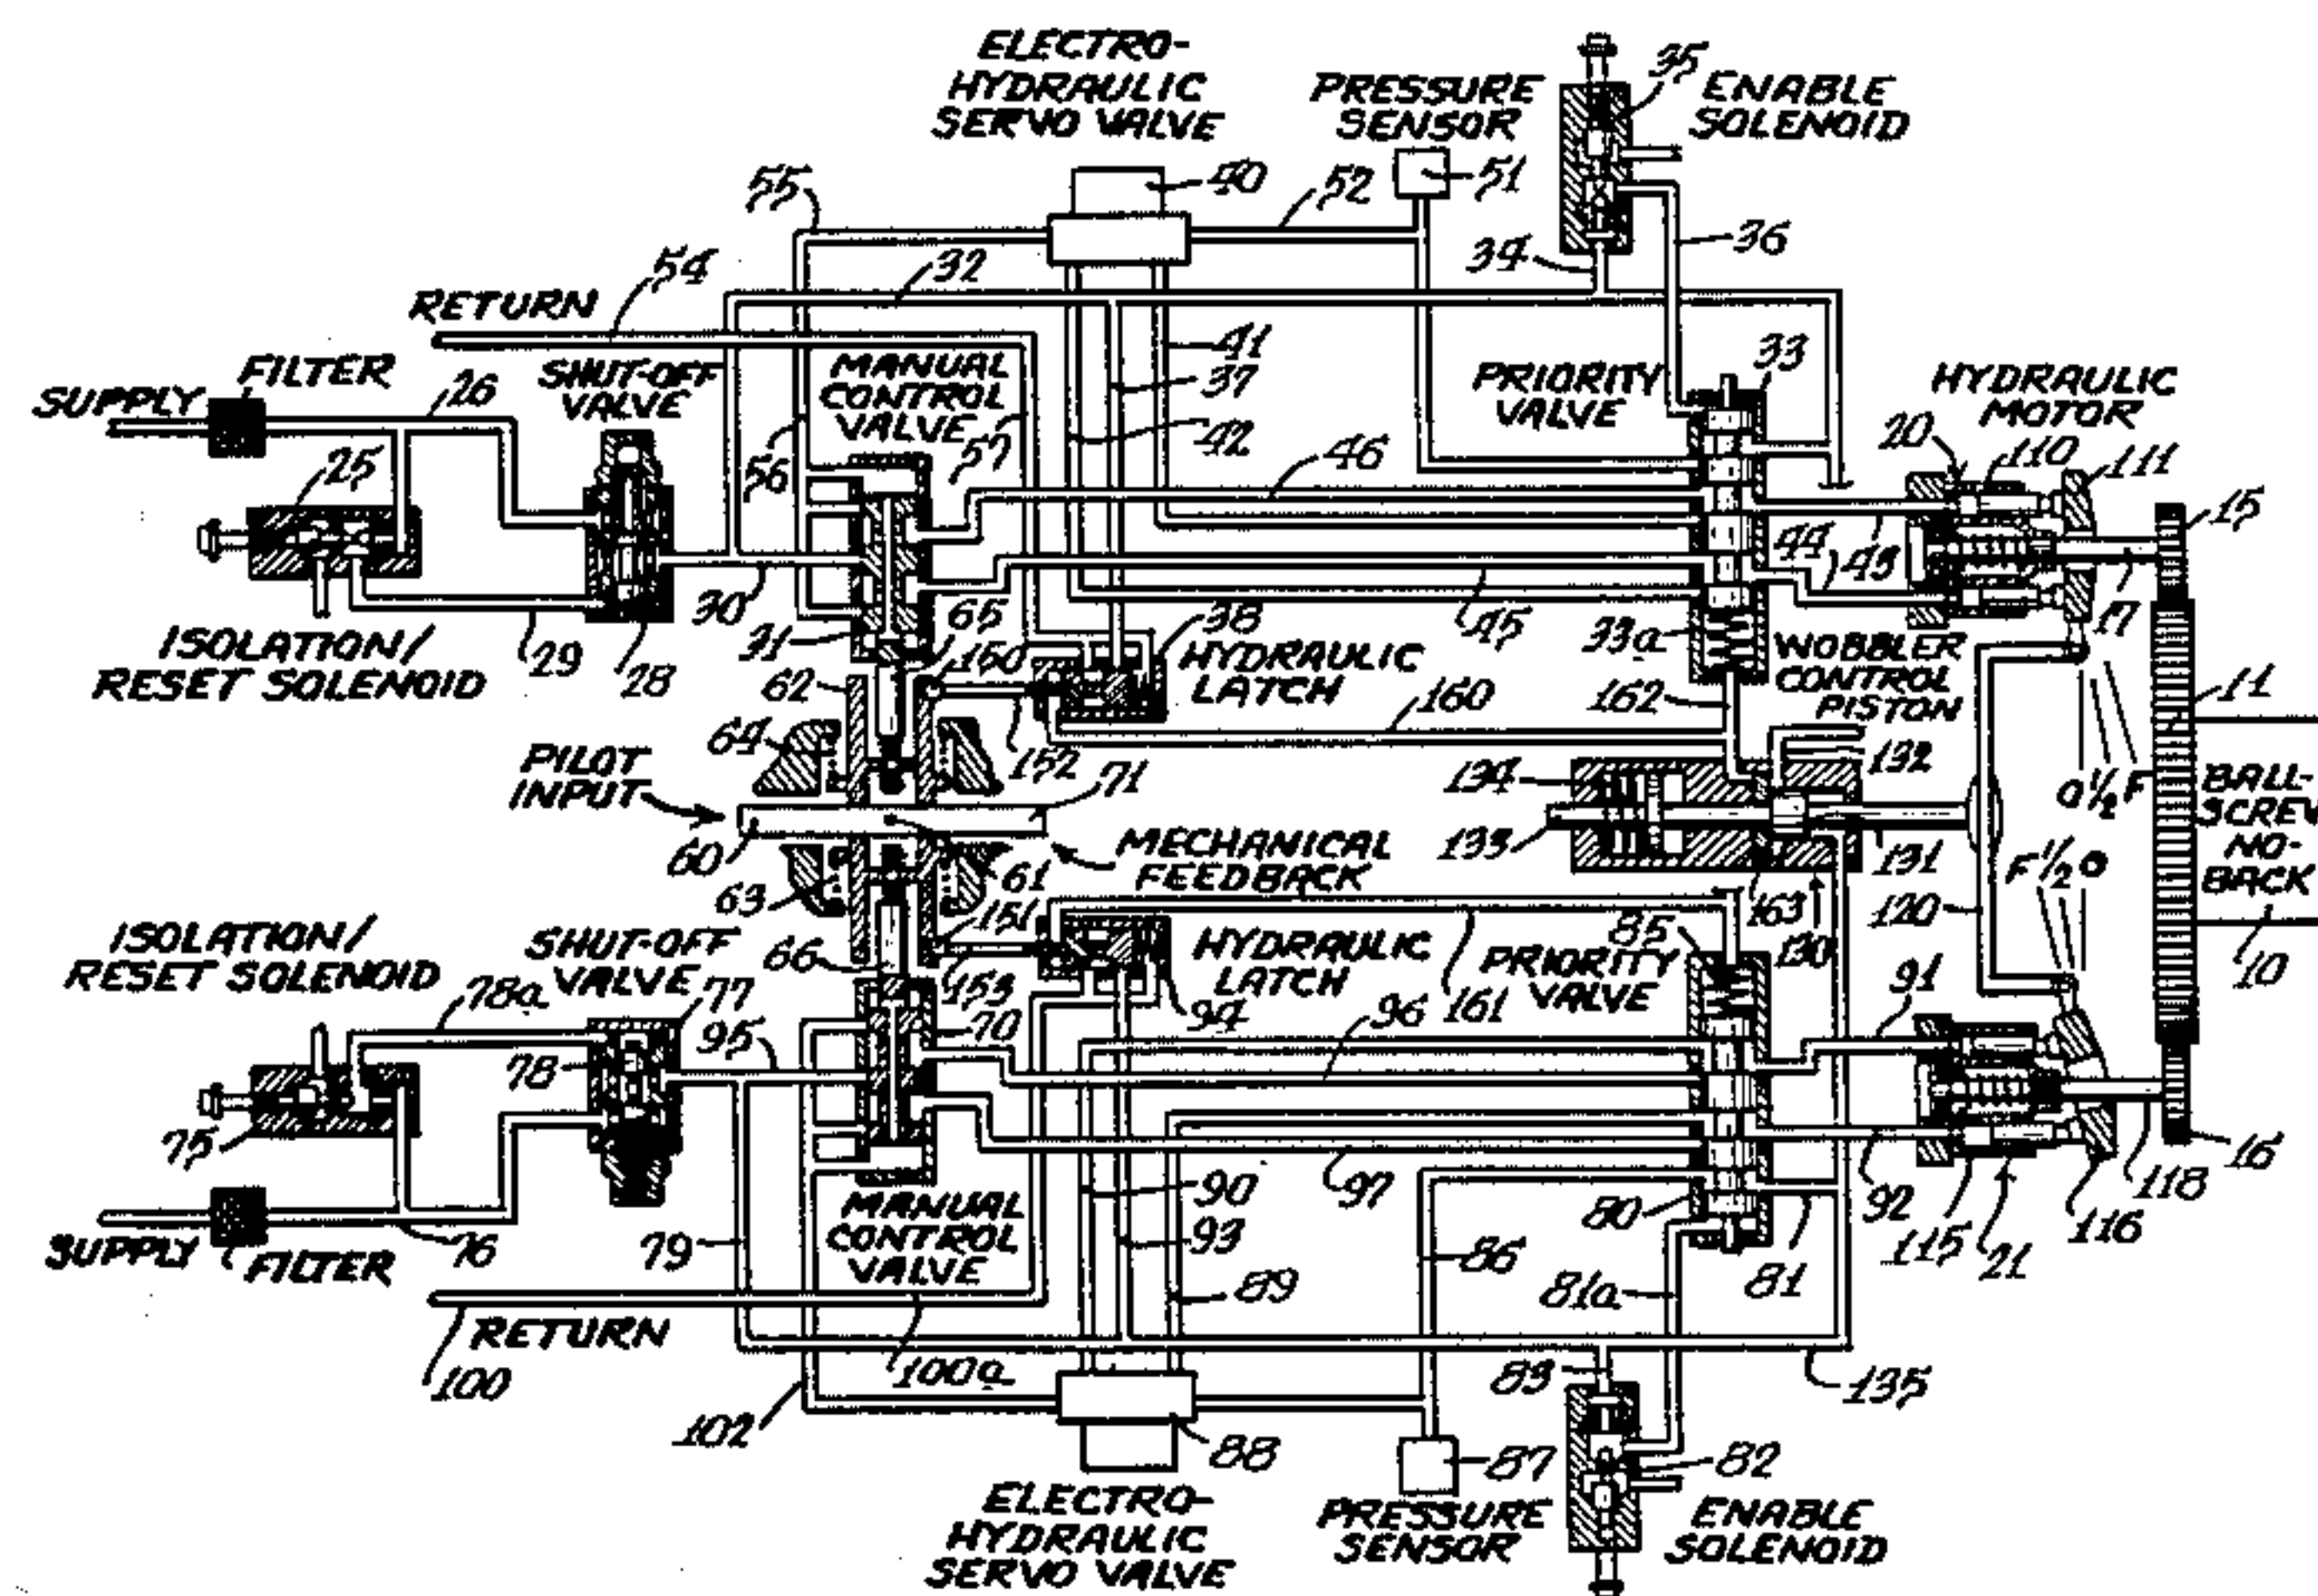 ELECTRO-
HYDRAULIC
SERVO VALVE
PRESSURE
SENSOR
35
ENABLE
SOLENOID
55
40
52
51
36
54
32
34
RETURN
41
33
FILTER
SHUT-OFF
VALVE
MANUAL
CONTROL
VALVE
37
PRIORITY
VALVE
HYDRAULIC
MOTOR
SUPPLY
26
57
42
20
110
111
25
56
46
15
44
43
30
65
45
17
31
38
33a
ISOLATION/
RESET SOLENOID
29
28
62
150
HYDRAULIC
LATCH
WOBBLER
CONTROL
PISTON
11
64
160
162
PILOT
INPUT
152
71
134
132
0 1/2 F
BALL-
SCREW
NO-
BACK
60
MECHANICAL
FEEDBACK
133
131
F 1/2 0
63
61
151
163
120
ISOLATION/
RESET SOLENOID
SHUT-OFF
VALVE
66
HYDRAULIC
LATCH
85
PRIORITY
VALVE
130
10
78a
77
153
94
161
91
95
70
96
78
75
90
97
80
92
118
16
76
79
MANUAL
CONTROL
VALVE
93
86
115
21
116
SUPPLY
FILTER
89
81a
81
RETURN
100
100a
83
135
102
88
87
82
ELECTRO-
HYDRAULIC
SERVO VALVE
PRESSURE
SENSOR
ENABLE
SOLENOID